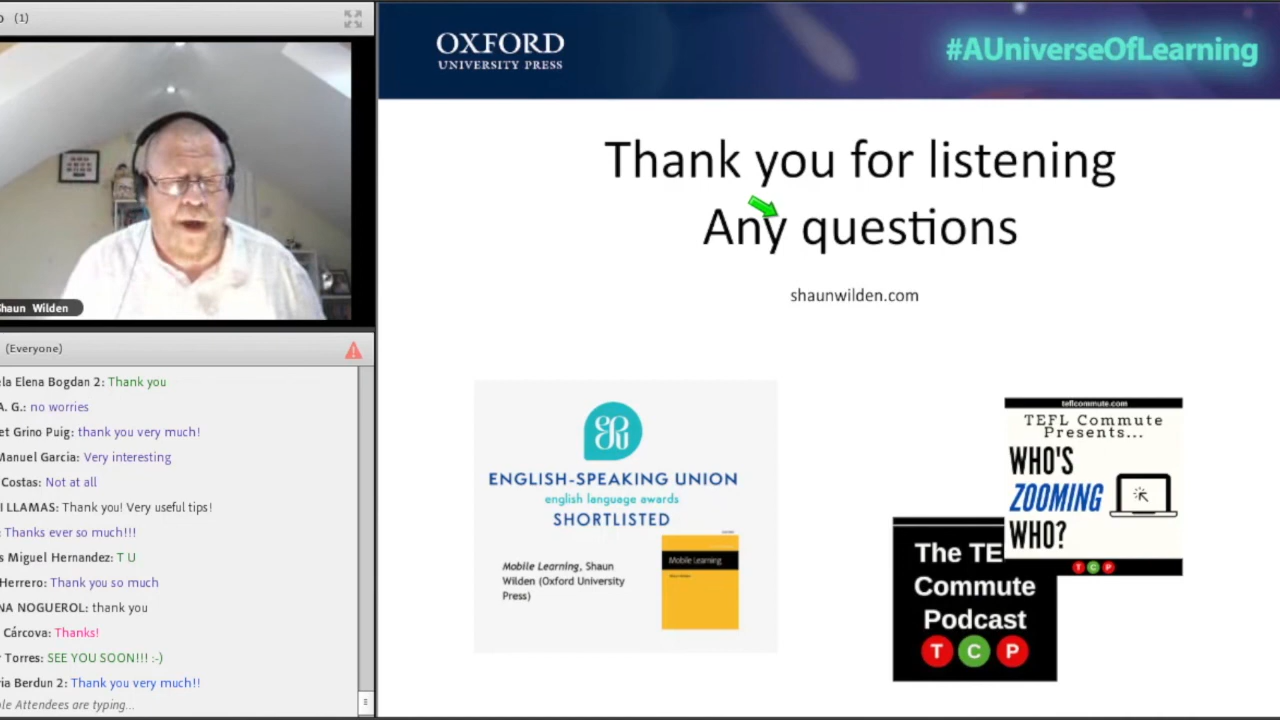 (1)
Shaun Wilden
(Everyone)
ela Elena Bogdan 2: Thank you
A. G.: no worries
et Grino Puig: thank you very much!
Manuel Garcia: Very interesting
Costas: Not at all
I LLAMAS: Thank you! Very useful tips!
: Thanks ever so much!!!
s Miguel Hernandez: T U
Herrero: Thank you so much
NA NOGUEROL: thank you
Cárcova: Thanks!
Torres: SEE YOU SOON!!! :-)
ria Berdun 2: Thank you very much!!
ple Attendees are typing...
OXFORD
UNIVERSITY PRESS
#AUniverseOfLearning
Thank you for listening
Any questions
shaunwilden.com
ESU
ENGLISH-SPEAKING UNION
english language awards
SHORTLISTED
Mobile Learning, Shaun
Wilden (Oxford University
Press)
Mobile Learning
teflcommute.com
TEFL Commute
Presents...
WHO'S
ZOOMING
WHO?
T C P
The TE
Commute
Podcast
T C P